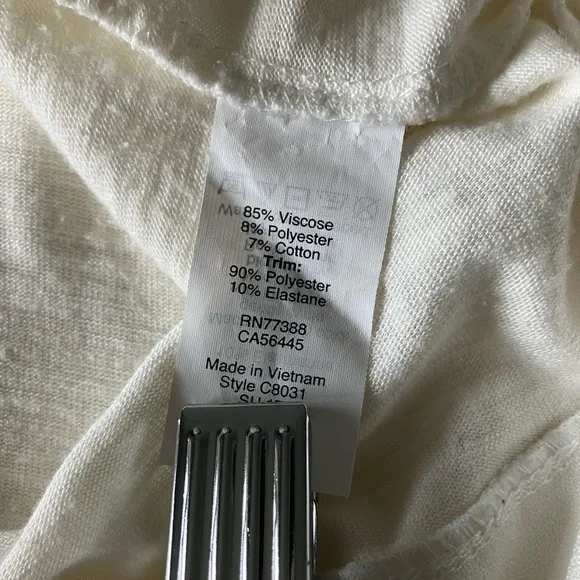 85% Viscose
8% Polyester
7% Cotton
Trim:
90% Polyester
10% Elastane
RN77388
CA56445
Made in Vietnam
Style C8031